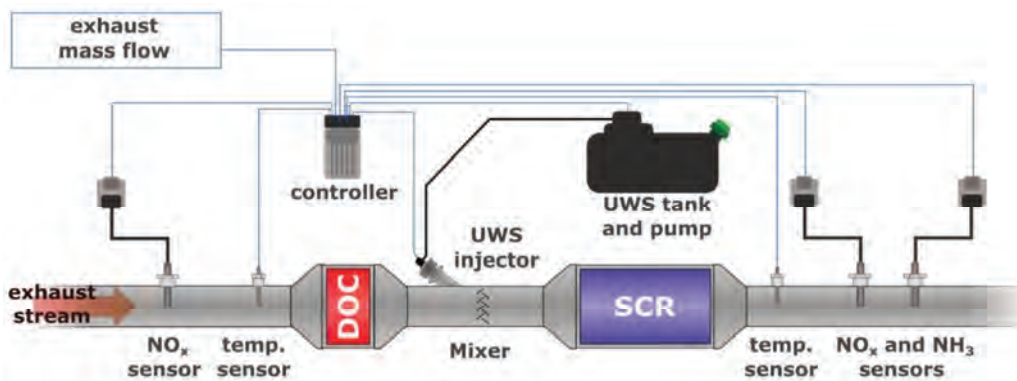 exhaust
mass flow
controller
UWS tank
and pump
UWS
injector
exhaust
stream
DOC
SCR
Mixer
NOₓ
sensor
temp.
sensor
temp.
sensor
NOₓ and NH₃
sensors